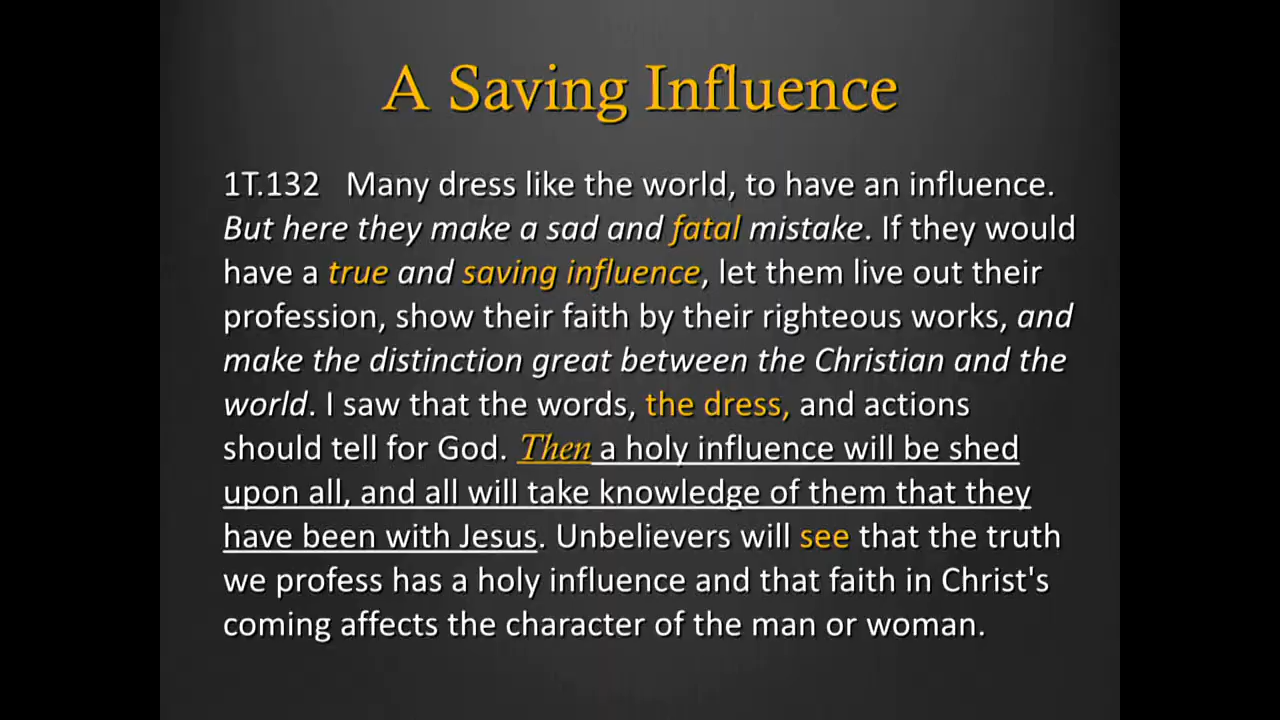 A Saving Influence
1T.132 Many dress like the world, to have an influence.
But here they make a sad and fatal mistake. If they would
have a true and saving influence, let them live out their
profession, show their faith by their righteous works, and
make the distinction great between the Christian and the
world. I saw that the words, the dress, and actions
should tell for God. Then a holy influence will be shed
upon all, and all will take knowledge of them that they
have been with Jesus. Unbelievers will see that the truth
we profess has a holy influence and that faith in Christ's
coming affects the character of the man or woman.